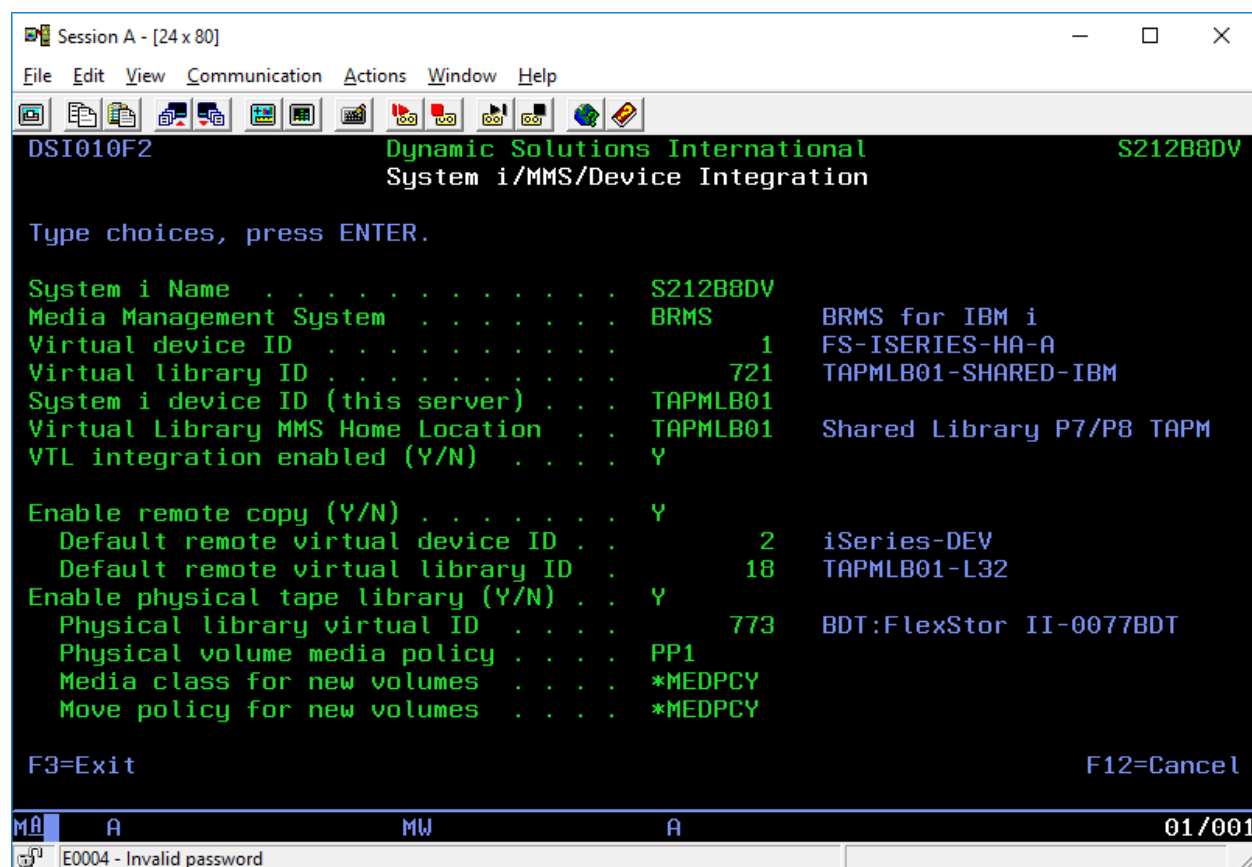 Session A - [24 x 80]
File Edit View Communication Actions Window Help
DSI010F2 Dynamic Solutions International S212B8DV
System i/MMS/Device Integration
Type choices, press ENTER.
System i Name . . . . . . . . . . . . S212B8DV
Media Management System . . . . . . . BRMS BRMS for IBM i
Virtual device ID . . . . . . . . . . 1 FS-ISERIES-HA-A
Virtual library ID . . . . . . . . . . 721 TAPMLB01-SHARED-IBM
System i device ID (this server) . . . TAPMLB01
Virtual Library MMS Home Location . . TAPMLB01 Shared Library P7/P8 TAPM
VTL integration enabled (Y/N) . . . . Y
Enable remote copy (Y/N) . . . . . . . Y
Default remote virtual device ID . . 2 iSeries-DEV
Default remote virtual library ID . 18 TAPMLB01-L32
Enable physical tape library (Y/N) . . Y
Physical library virtual ID . . . . 773 BDT:FlexStor II-0077BDT
Physical volume media policy . . . . PP1
Media class for new volumes . . . . *MEDPCY
Move policy for new volumes . . . . *MEDPCY
F3=Exit F12=Cancel
MA A MW A 01/001
E0004 - Invalid password